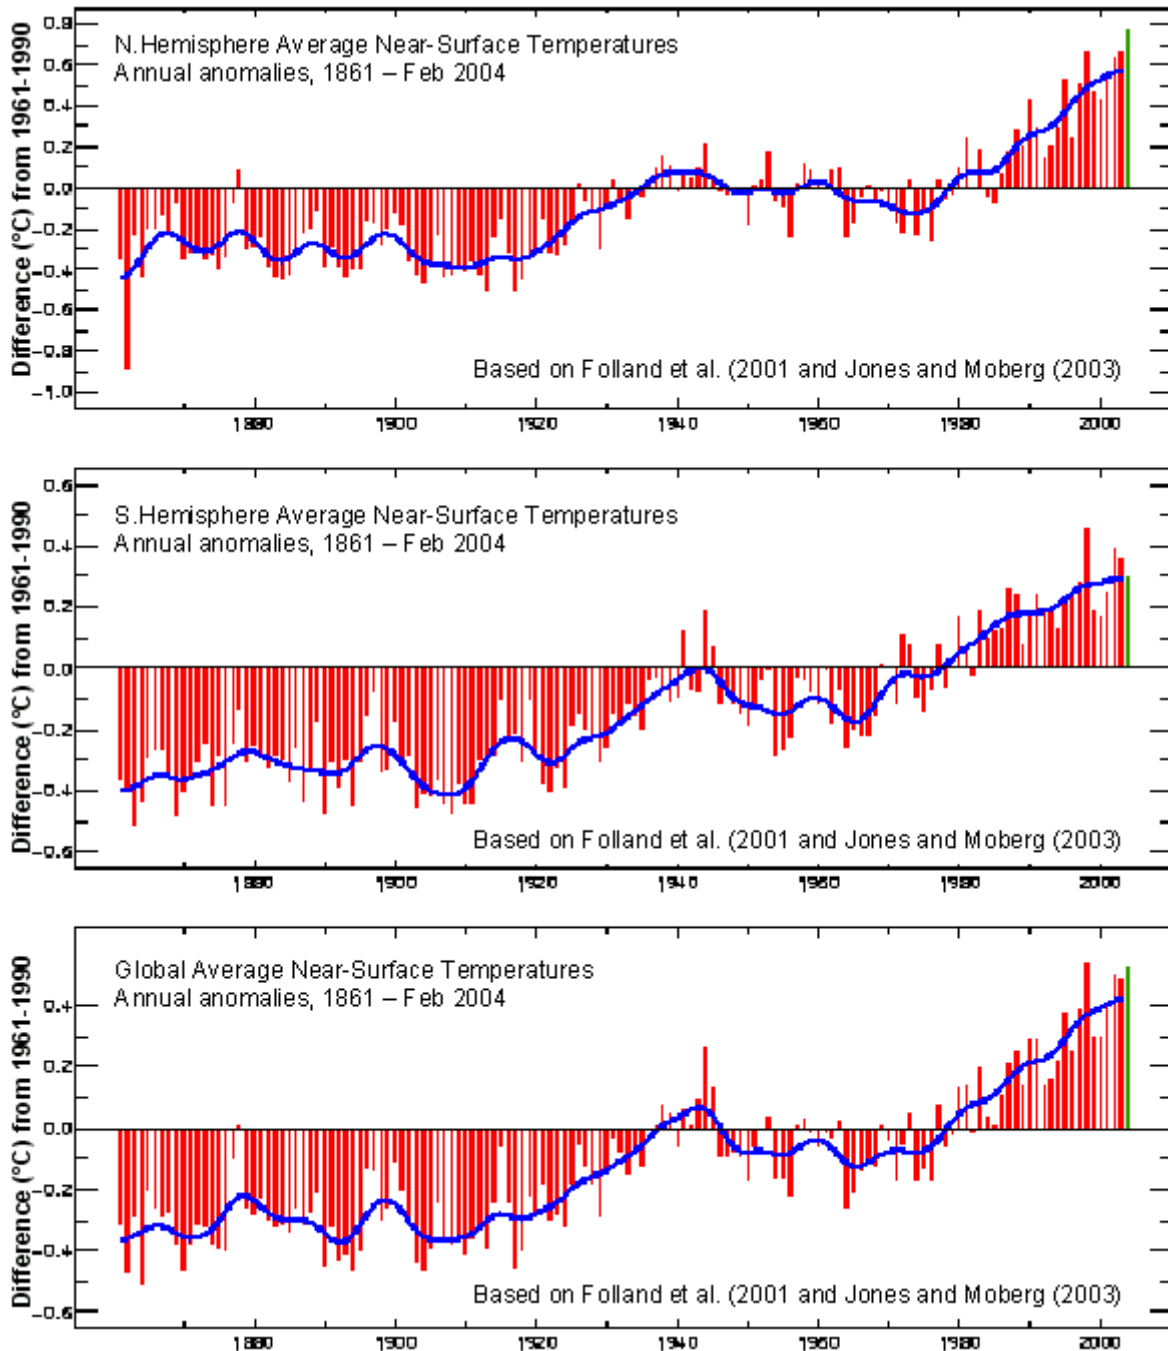 Difference (°C) from 1961-1990
N.Hemisphere Average Near-Surface Temperatures
Annual anomalies, 1861 – Feb 2004
0.8
0.6
0.4
0.2
0.0
-0.2
-0.4
-0.6
-0.8
-1.0
Based on Folland et al. (2001 and Jones and Moberg (2003)
1880 1900 1920 1940 1960 1980 2000
Difference (°C) from 1961-1990
S.Hemisphere Average Near-Surface Temperatures
Annual anomalies, 1861 – Feb 2004
0.6
0.4
0.2
0.0
-0.2
-0.4
-0.6
Based on Folland et al. (2001 and Jones and Moberg (2003)
1880 1900 1920 1940 1960 1980 2000
Difference (°C) from 1961-1990
Global Average Near-Surface Temperatures
Annual anomalies, 1861 – Feb 2004
0.4
0.2
0.0
-0.2
-0.4
-0.6
Based on Folland et al. (2001 and Jones and Moberg (2003)
1880 1900 1920 1940 1960 1980 2000